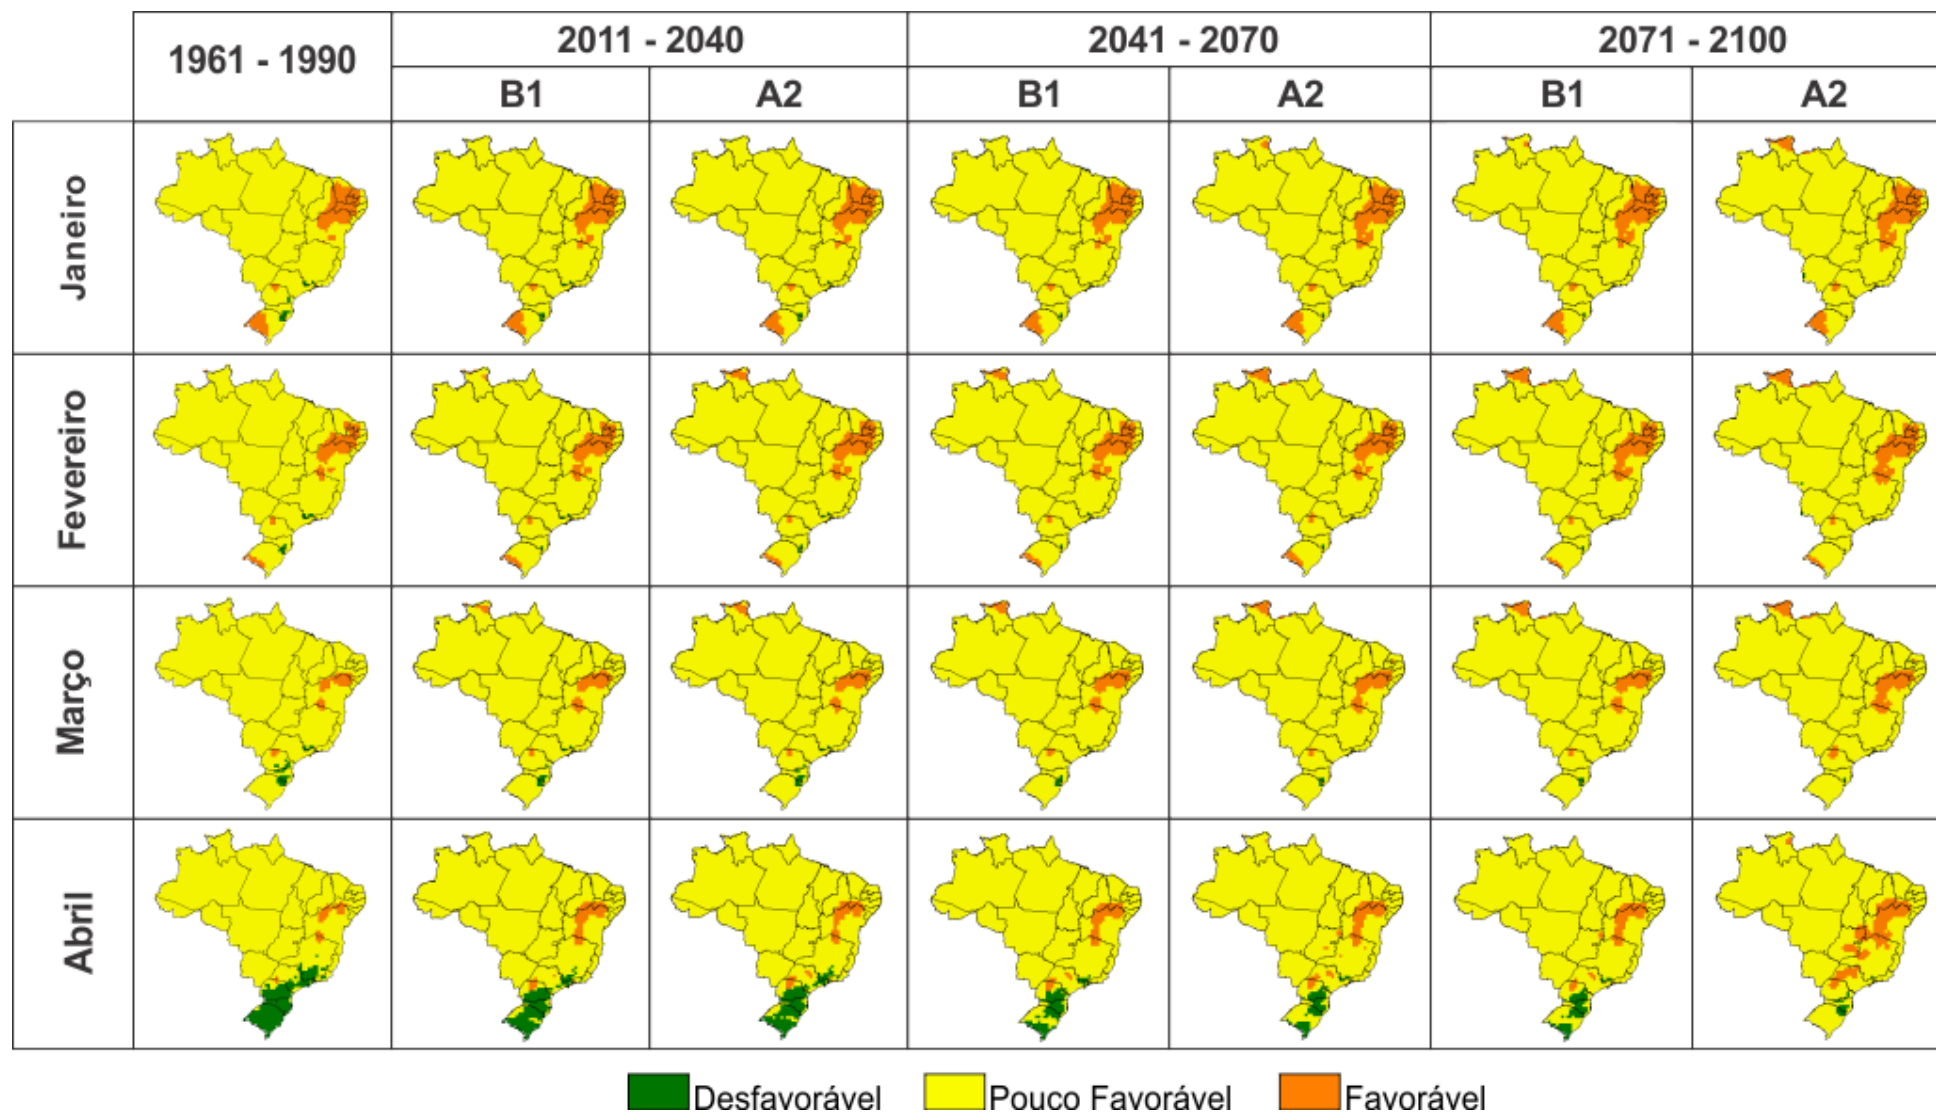 1961 - 1990
2011 - 2040
2041 - 2070
2071 - 2100
B1
A2
B1
A2
B1
A2
Janeiro
Fevereiro
Março
Abril
Desfavorável
Pouco Favorável
Favorável